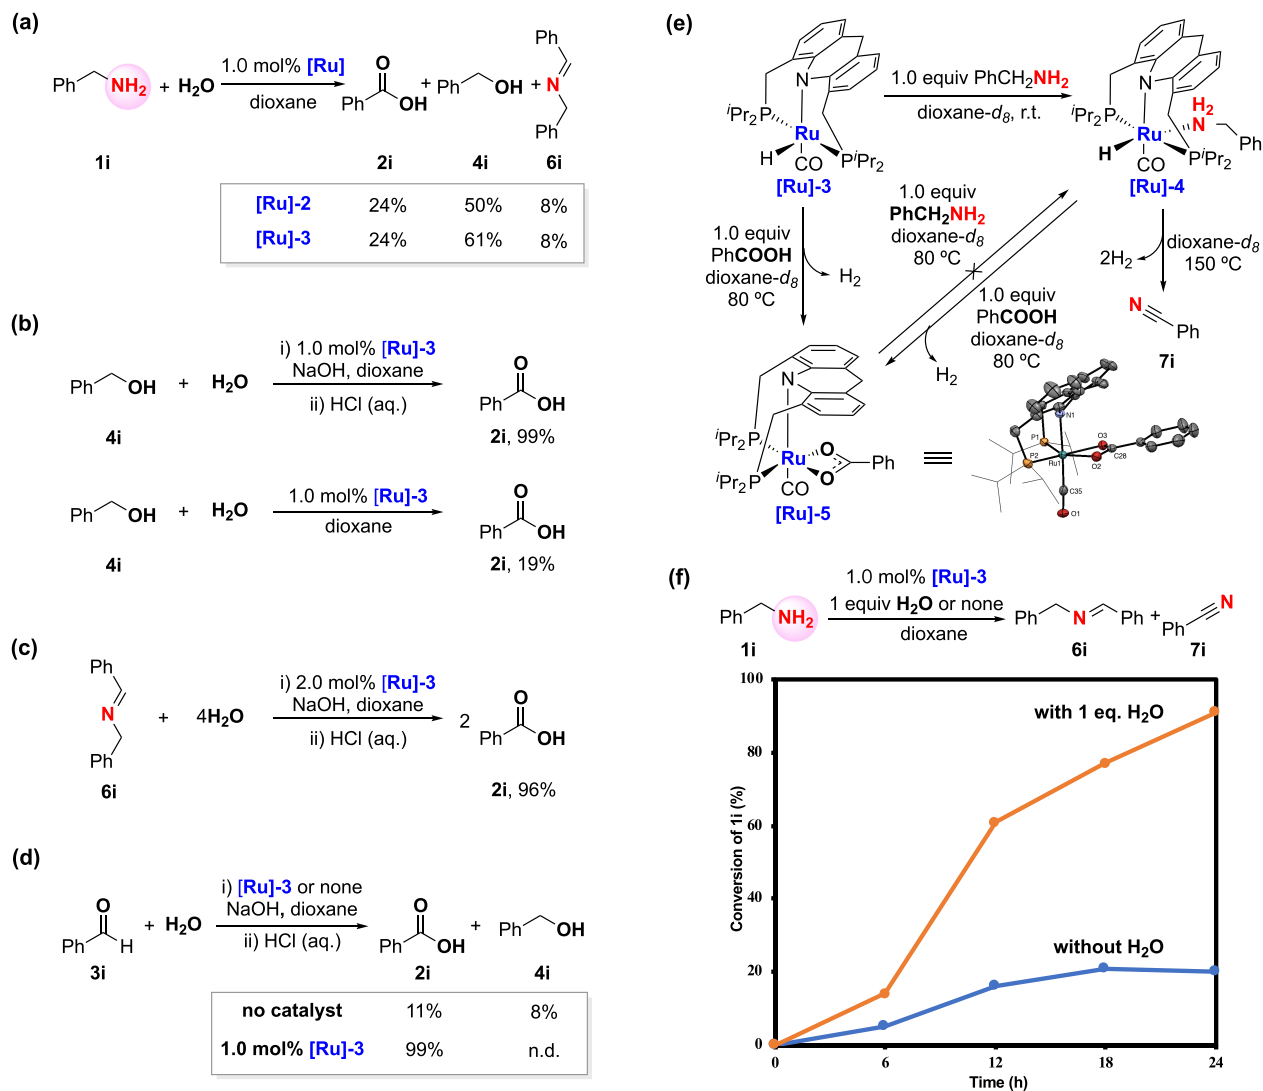 (a)
Ph NH2 + H2O
1.0 mol% [Ru]
dioxane
O
Ph OH + Ph OH +
Ph
N
Ph
1i 2i 4i 6i
[Ru]-2 24% 50% 8%
[Ru]-3 24% 61% 8%
(b)
Ph OH + H2O
i) 1.0 mol% [Ru]-3
NaOH, dioxane
ii) HCl (aq.)
O
Ph OH
4i
2i, 99%
Ph OH + H2O
1.0 mol% [Ru]-3
dioxane
O
Ph OH
4i
2i, 19%
(c)
Ph
N
Ph
+ 4H2O
i) 2.0 mol% [Ru]-3
NaOH, dioxane
ii) HCl (aq.)
2
O
Ph OH
6i
2i, 96%
(d)
O
Ph H + H2O
i) [Ru]-3 or none
NaOH, dioxane
ii) HCl (aq.)
O
Ph OH + Ph OH
3i 2i 4i
no catalyst 11% 8%
1.0 mol% [Ru]-3 99% n.d.
(e)
N
iPr2 P
Ru
H
CO
PiPr2
[Ru]-3
1.0 equiv PhCH2NH2
dioxane-d8, r.t.
N
iPr2 P
H2
N
Ru
H
CO
Ph
PiPr2
[Ru]-4
1.0 equiv
PhCOOH
dioxane-d8
80 ºC
H2
1.0 equiv
PhCH2NH2
dioxane-d8
80 ºC
1.0 equiv
PhCOOH
dioxane-d8
80 ºC
H2
2H2
dioxane-d8
150 ºC
N
Ph
7i
N
iPr2 P
iPr2 P
Ru
O
O
Ph
CO
[Ru]-5
N1
P1
P2
Ru1
O3
O2
C28
C35
O1
(f)
Ph NH2
1.0 mol% [Ru]-3
1 equiv H2O or none
dioxane
Ph N Ph + Ph N
1i 6i 7i
Conversion of 1i (%)
100
80
60
40
20
0
with 1 eq. H2O
without H2O
0 6 12 18 24
Time (h)